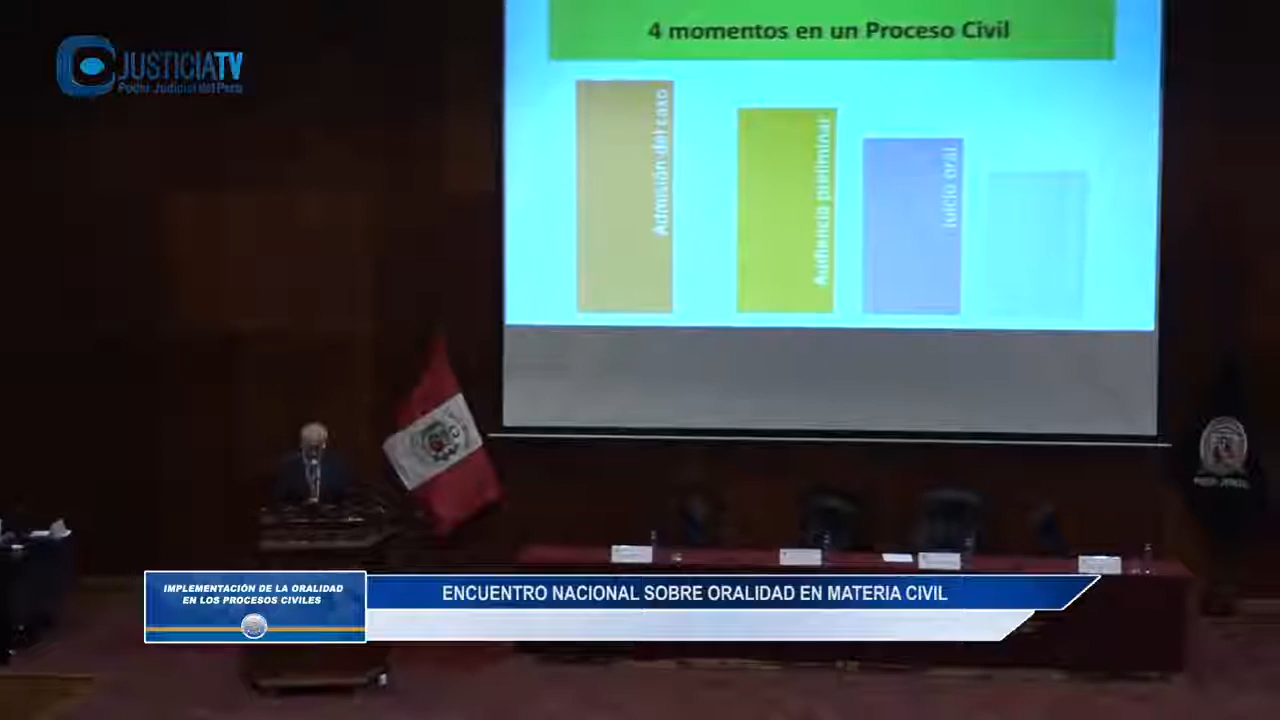 JUSTICIATV
Poder Judicial del Perú
4 momentos en un Proceso Civil
Admisión del caso
Audiencia preliminar
Juicio oral
IMPLEMENTACIÓN DE LA ORALIDAD
EN LOS PROCESOS CIVILES
ENCUENTRO NACIONAL SOBRE ORALIDAD EN MATERIA CIVIL